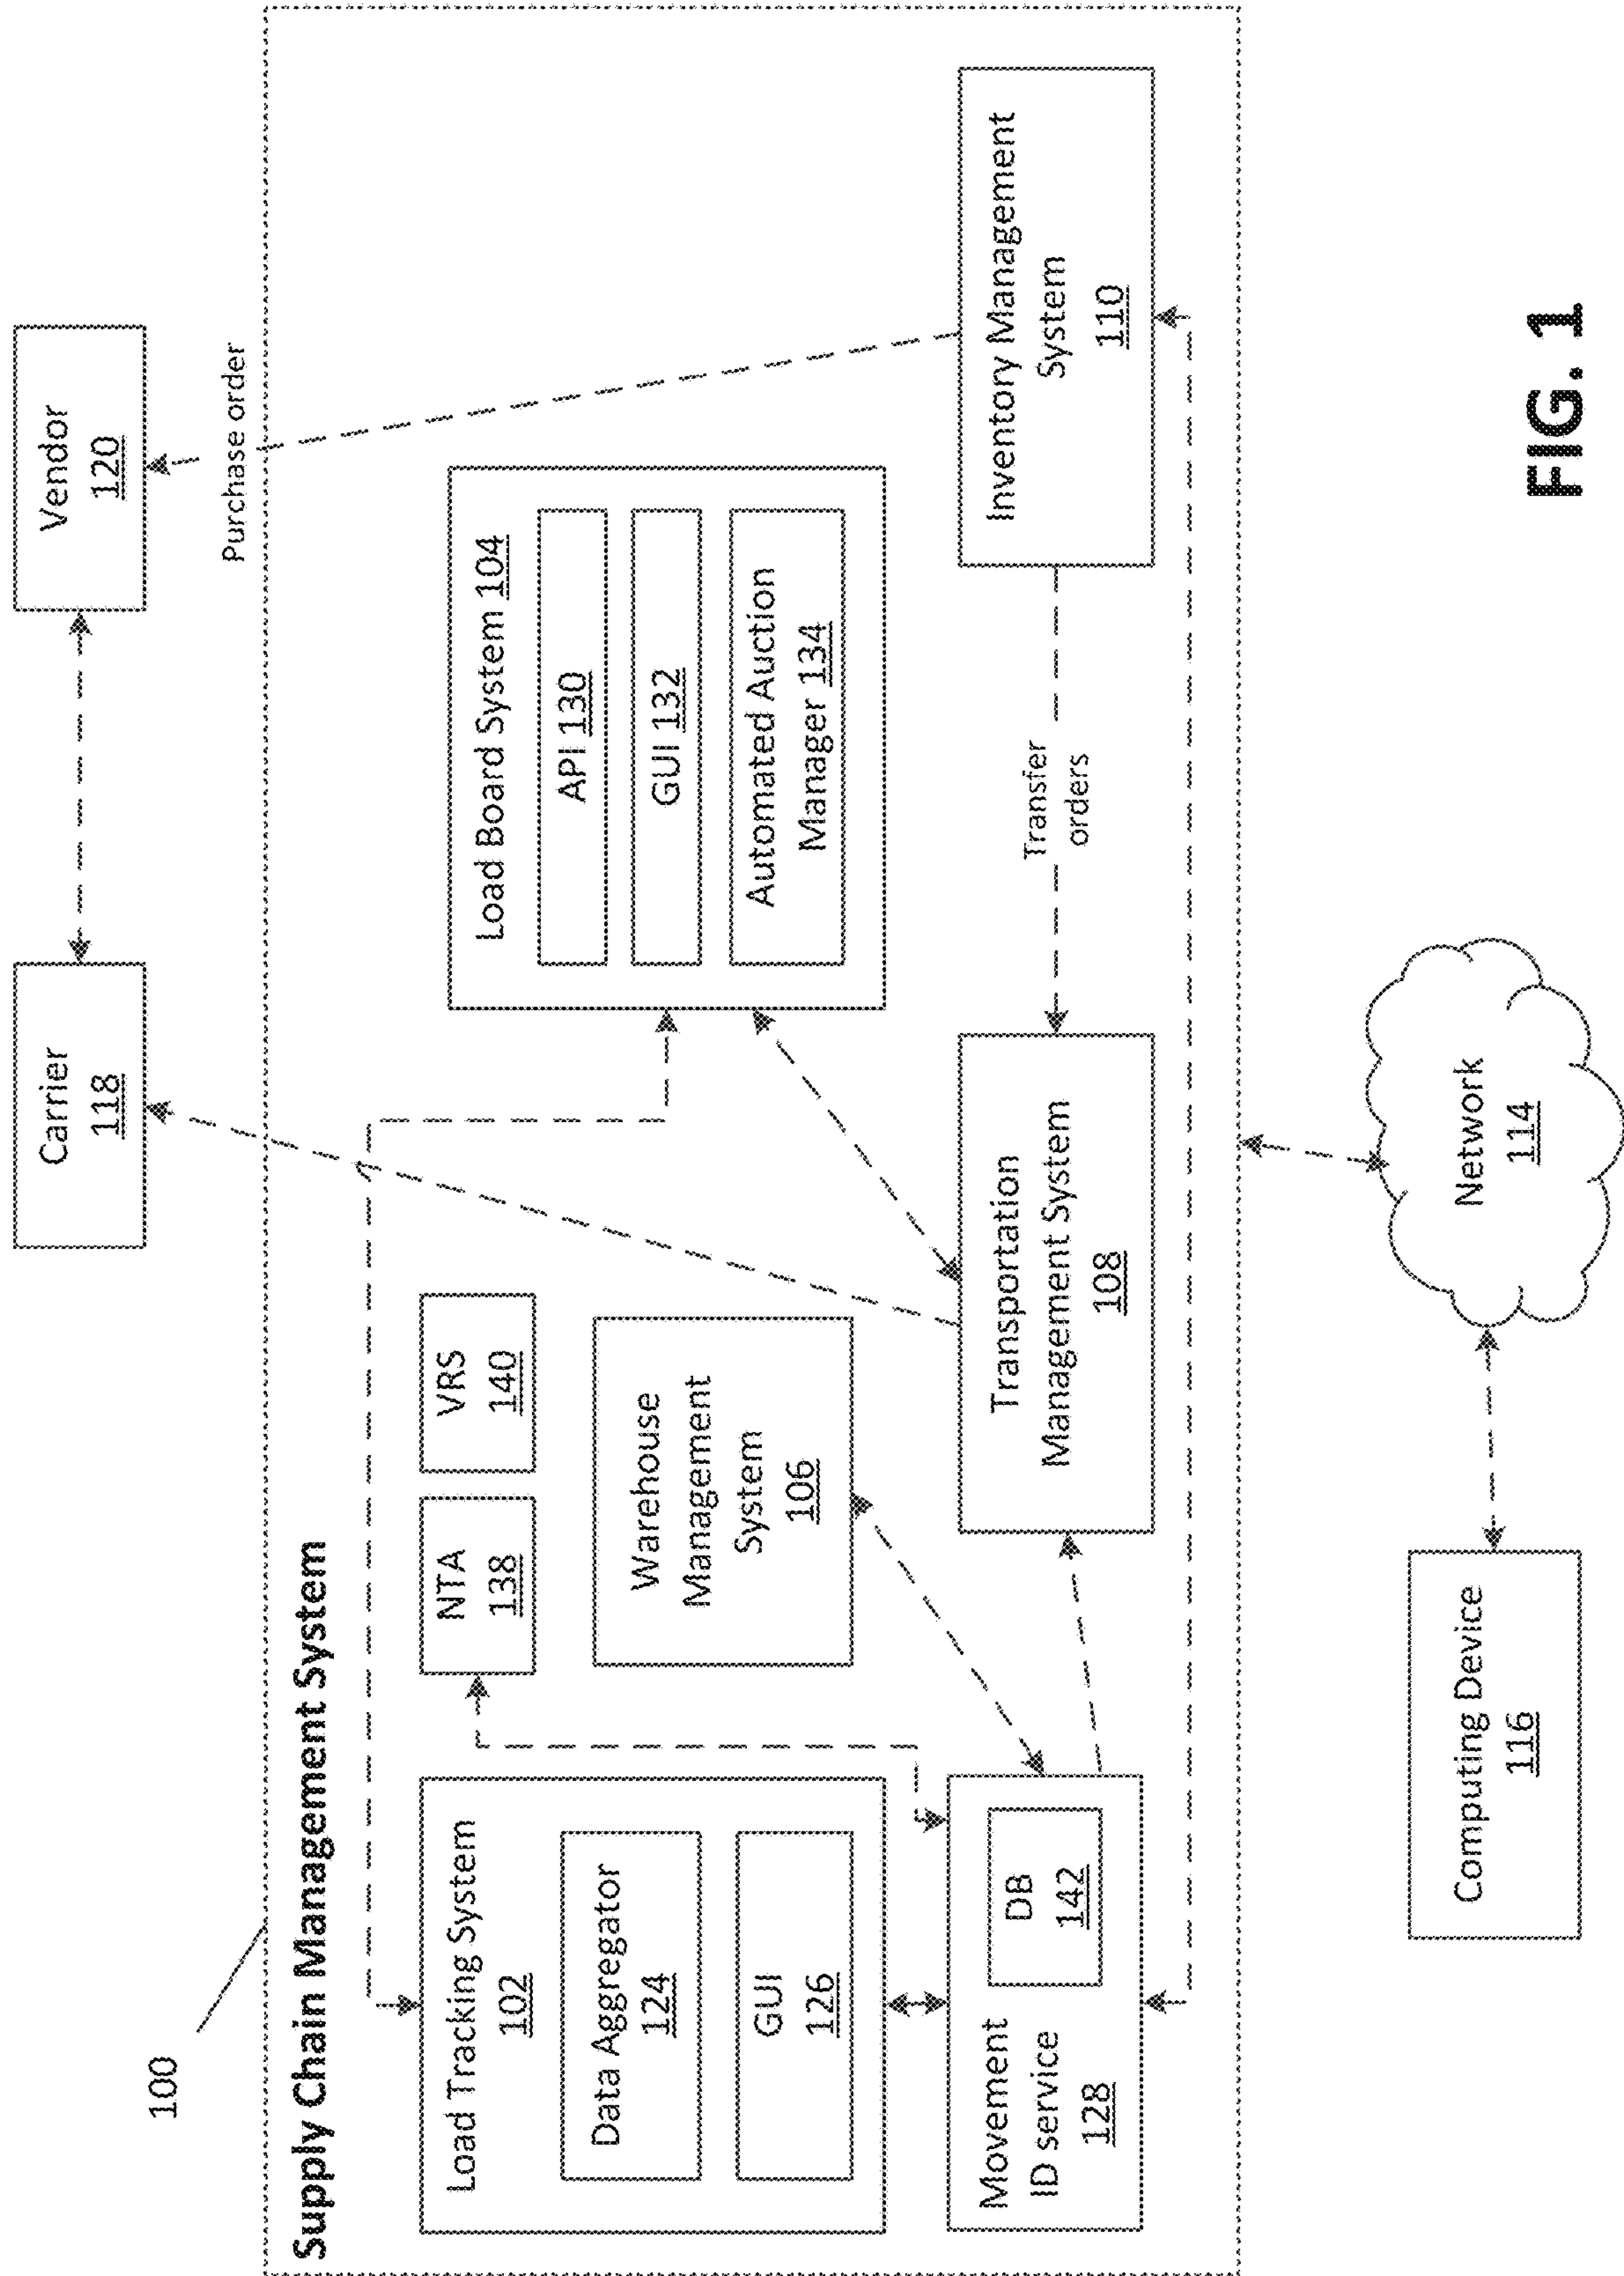 100
Carrier
118
Vendor
120
Purchase order
Supply Chain Management System
Load Tracking System
102
Data Aggregator
124
GUI
126
NTA
138
VRS
140
Warehouse
Management
System
106
Load Board System 104
API 130
GUI 132
Automated Auction
Manager 134
Movement
ID service
128
DB
142
Transportation
Management System
108
Transfer
orders
Inventory Management
System
110
Computing Device
116
Network
114
FIG. 1